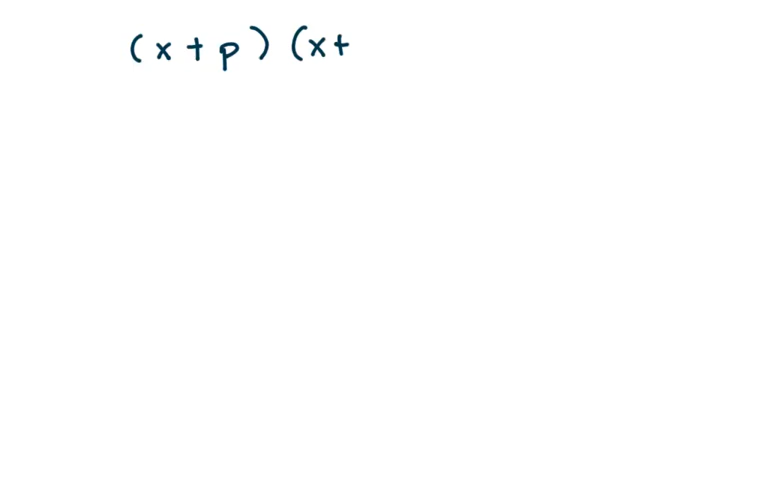 (x + p) (x +